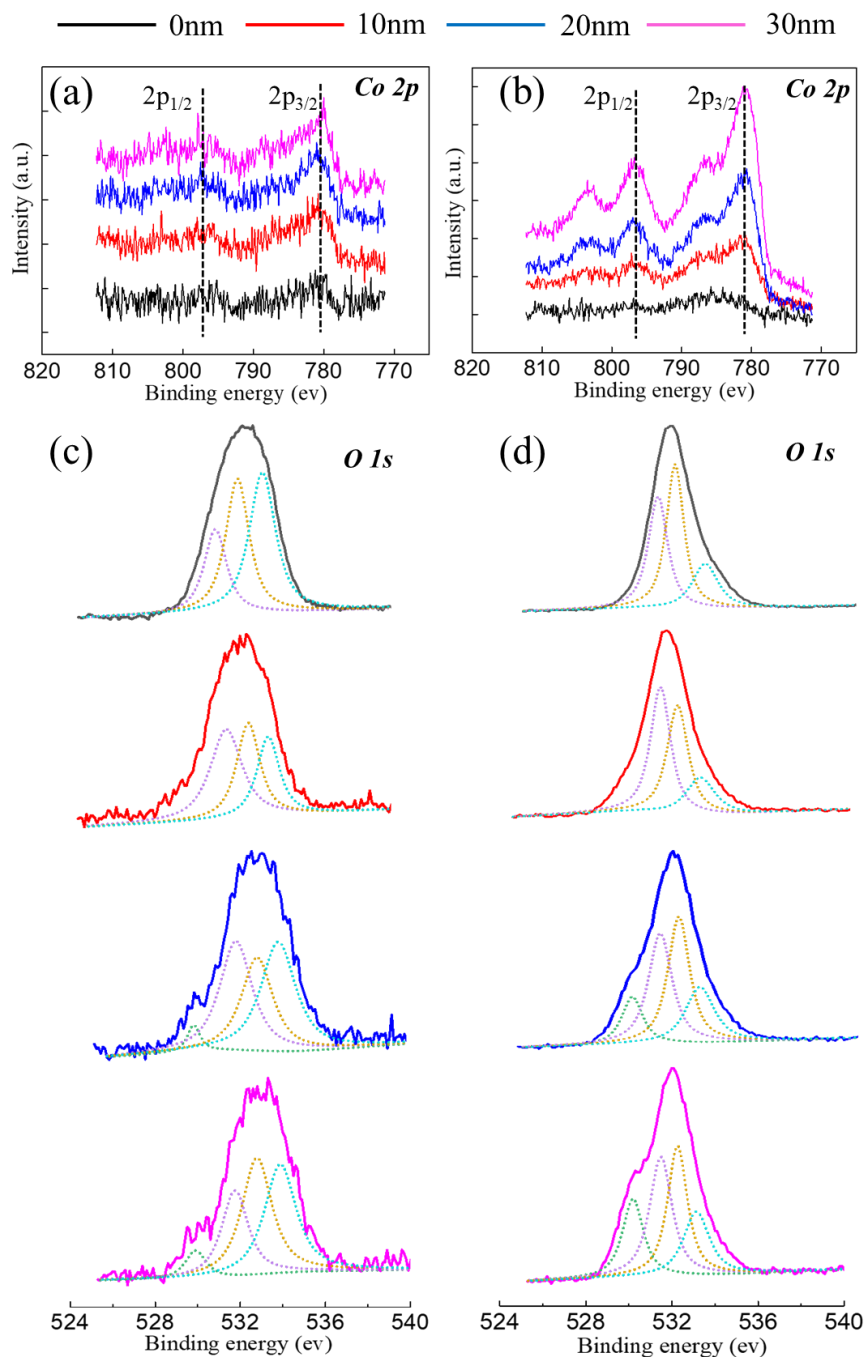 0nm 10nm 20nm 30nm
(a) 2p1/2 2p3/2 Co 2p
Intensity (a.u.)
820 810 800 790 780 770
Binding energy (ev)
(b) 2p1/2 2p3/2 Co 2p
Intensity (a.u.)
820 810 800 790 780 770
Binding energy (ev)
(c) O 1s
(d) O 1s
524 528 532 536 540
Binding energy (ev)
524 528 532 536 540
Binding energy (ev)